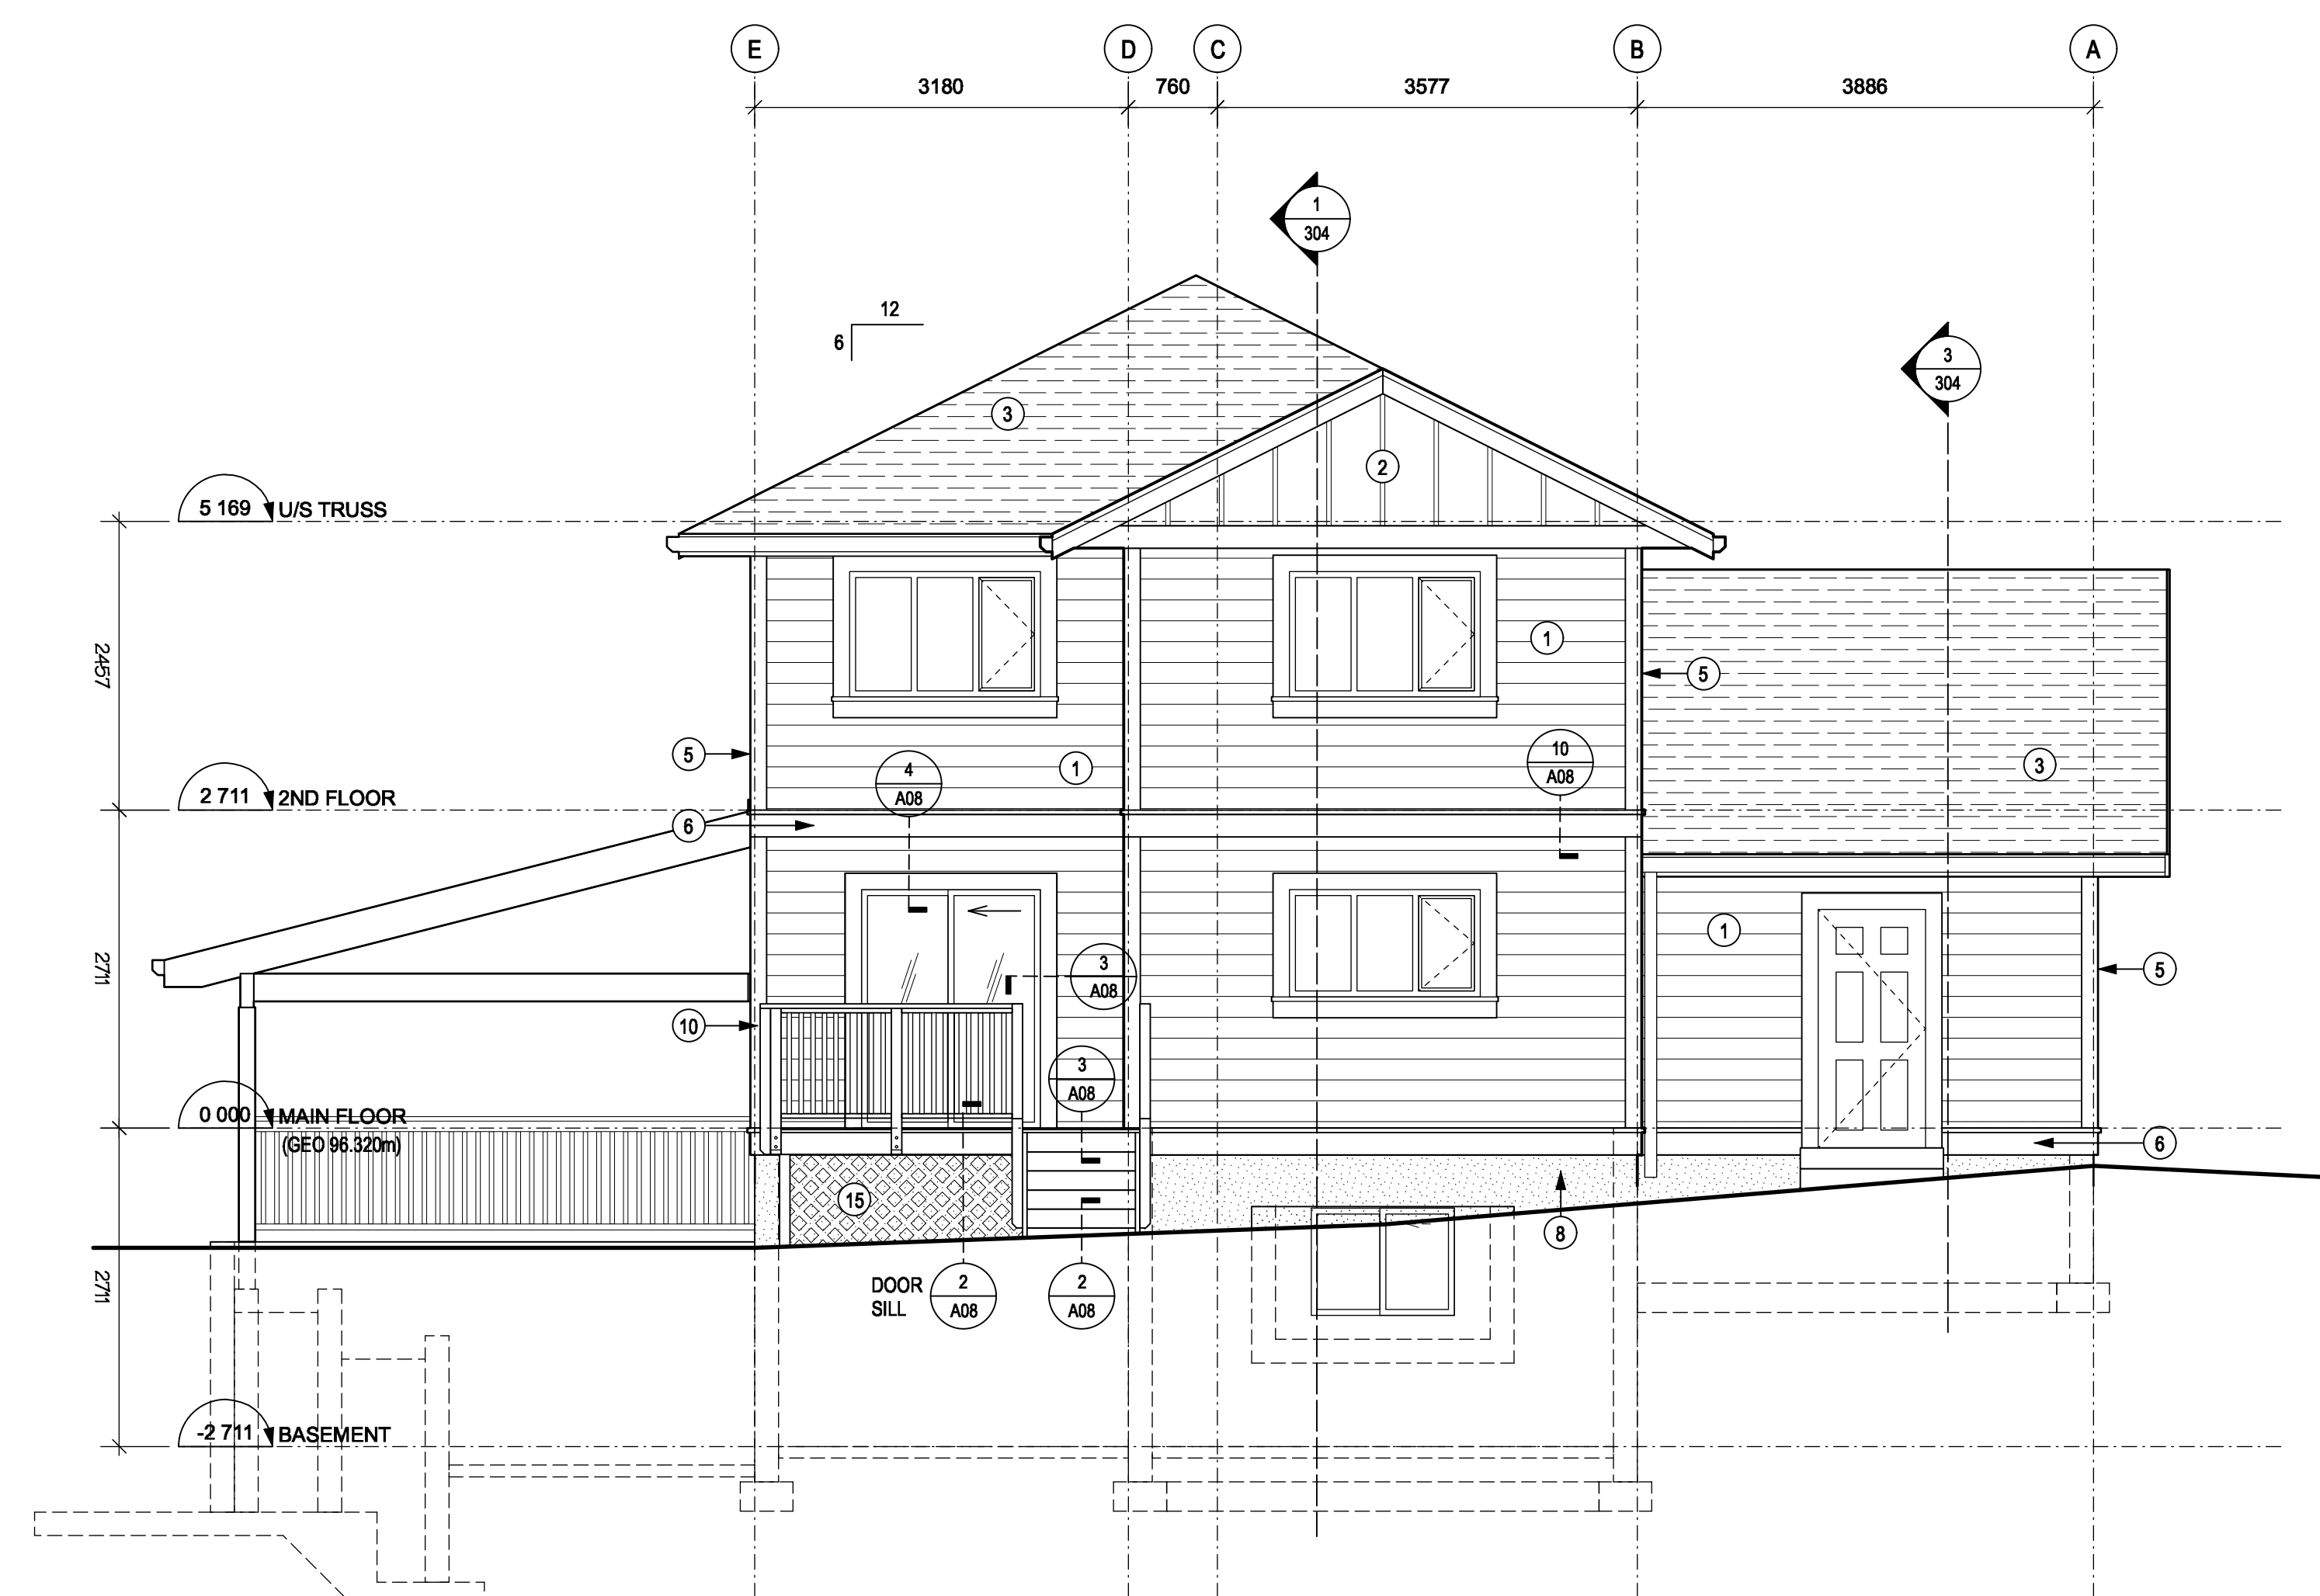 E
D
C
B
A
3180
760
3577
3886
1
304
12
6
3
304
3
2
5 169 U/S TRUSS
1
5
2457
5
1
4
A08
10
A08
3
2 711 2ND FLOOR
6
1
2711
3
A08
5
10
3
A08
0 000 MAIN FLOOR
(GEO 96.320m)
6
15
8
2711
DOOR
SILL
2
A08
2
A08
-2 711 BASEMENT